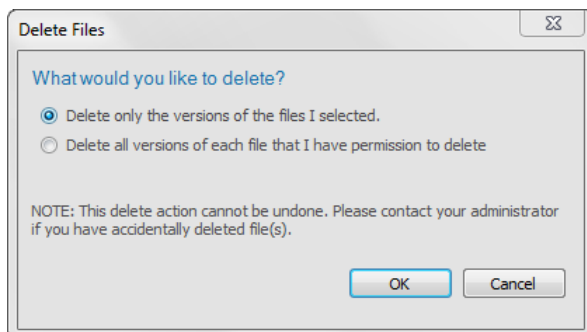 Delete Files
What would you like to delete?
Delete only the versions of the files I selected.
Delete all versions of each file that I have permission to delete
NOTE: This delete action cannot be undone. Please contact your administrator
if you have accidentally deleted file(s).
OK Cancel